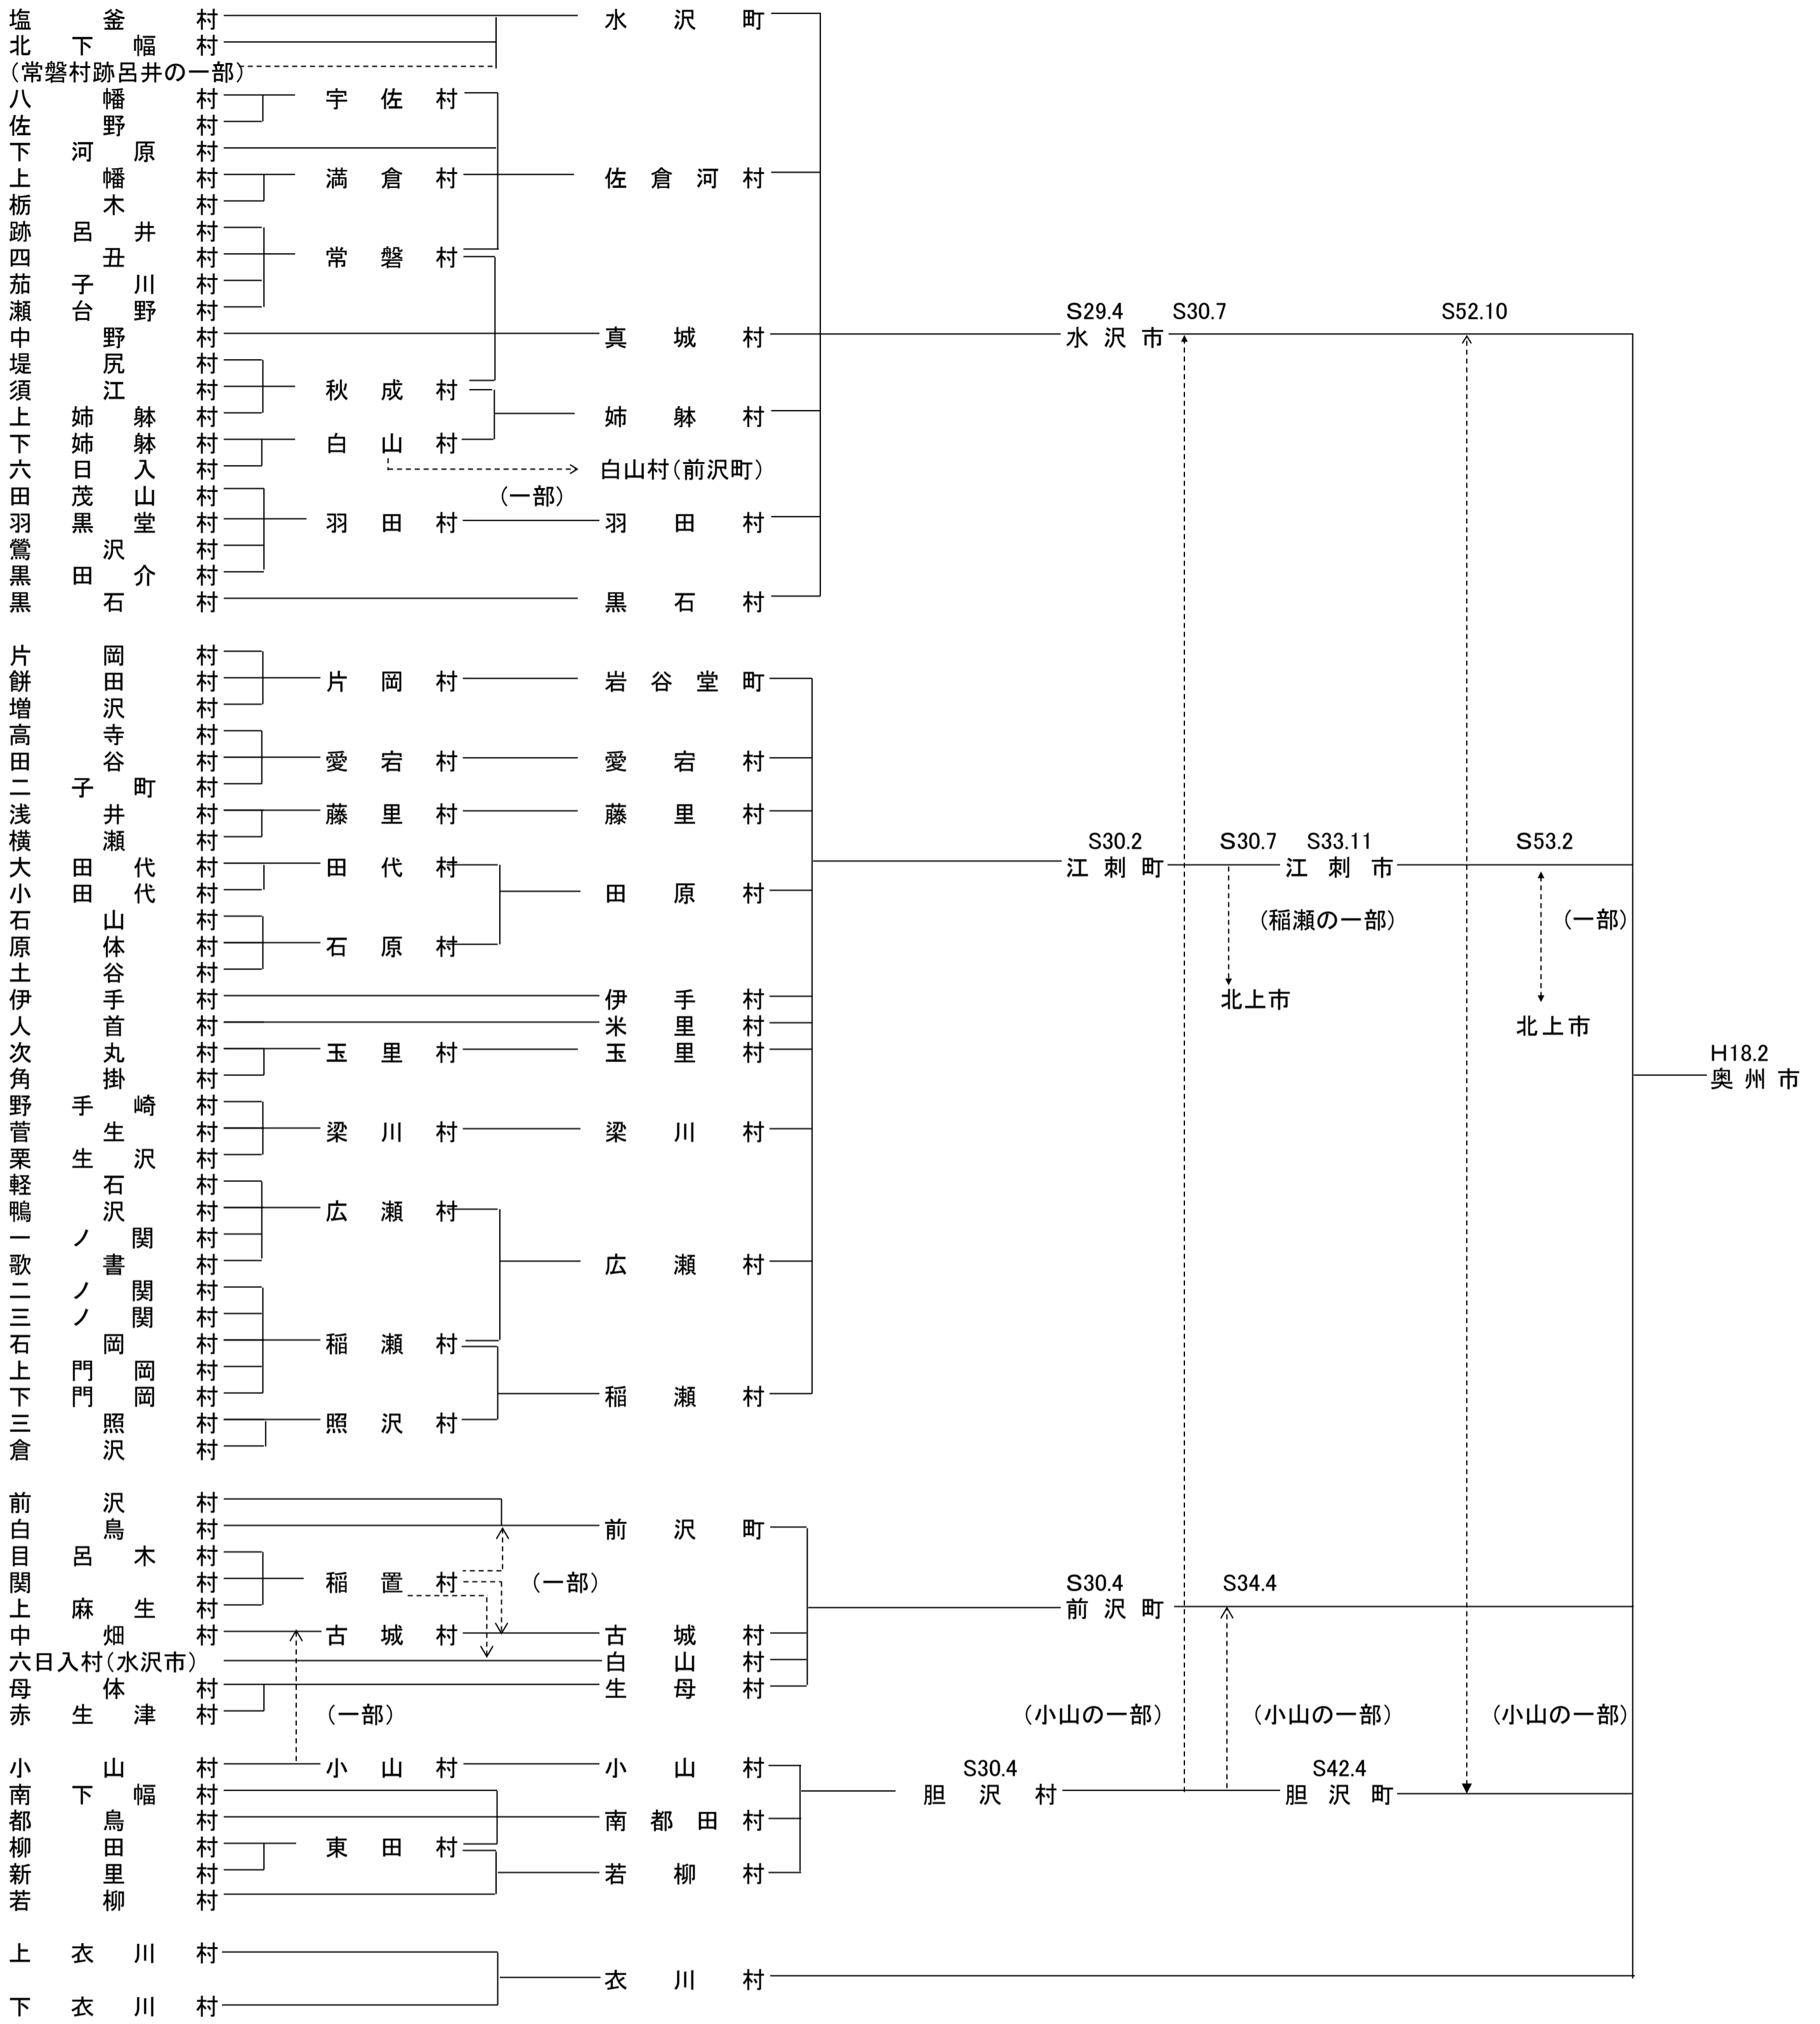 塩釜村 水沢町
北下幅村
（常磐村跡呂井の一部）
八幡村 宇佐村
佐野村
下河原村
上幡村 満倉村 佐倉河村
栃木村
跡呂井村
四丑村 常磐村
茄子川村
瀬台野村 S29.4 S30.7 S52.10
中野村 真城村 水沢市
堤尻村
須江村 秋成村
上姉躰村 姉躰村
下姉躰村 白山村
六日入村 白山村（前沢町）
田茂山村 （一部）
羽黒堂村 羽田村 羽田村
鶯沢村
黒田介村
黒石村 黒石村
片岡村
餅田村 片岡村 岩谷堂町
増沢村
高寺村
田谷村 愛宕村 愛宕村
二子町村
浅井村 藤里村 藤里村
横瀬村 S30.2 S30.7 S33.11 S53.2
大田代村 田代村 江刺町 江刺市
小田代村 田原村
石山村 （稲瀬の一部） （一部）
原体村 石原村
土谷村
伊手村 伊手村 北上市
人首村 米里村 北上市
次丸村 玉里村 玉里村 H18.2
角掛村 奥州市
野手崎村
菅生村 梁川村 梁川村
栗生沢村
軽石村
鴨沢村 広瀬村
一ノ関村
歌書村 広瀬村
二ノ関村
三ノ関村
石岡村 稲瀬村
上門岡村
下門岡村 稲瀬村
三照村 照沢村
倉沢村
前沢村
白鳥村 前沢町
目呂木村
関村 稲置村 （一部） S30.4 S34.4
上麻生村 前沢町
中畑村 古城村 古城村
六日入村（水沢市） 白山村
母体村 生母村
赤生津村 （一部） （小山の一部） （小山の一部） （小山の一部）
小山村 小山村 小山村 S30.4 S42.4
南下幅村 胆沢村 胆沢町
都鳥村 南都田村
柳田村 東田村
新里村 若柳村
若柳村
上衣川村
衣川村
下衣川村